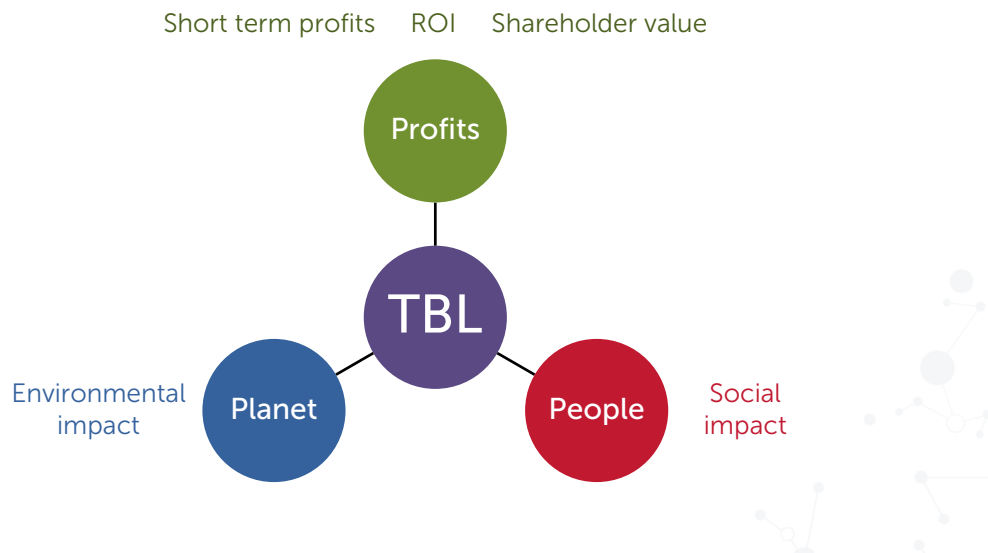 Short term profits ROI Shareholder value
Profits
TBL
Environmental
impact
Planet
People
Social
impact